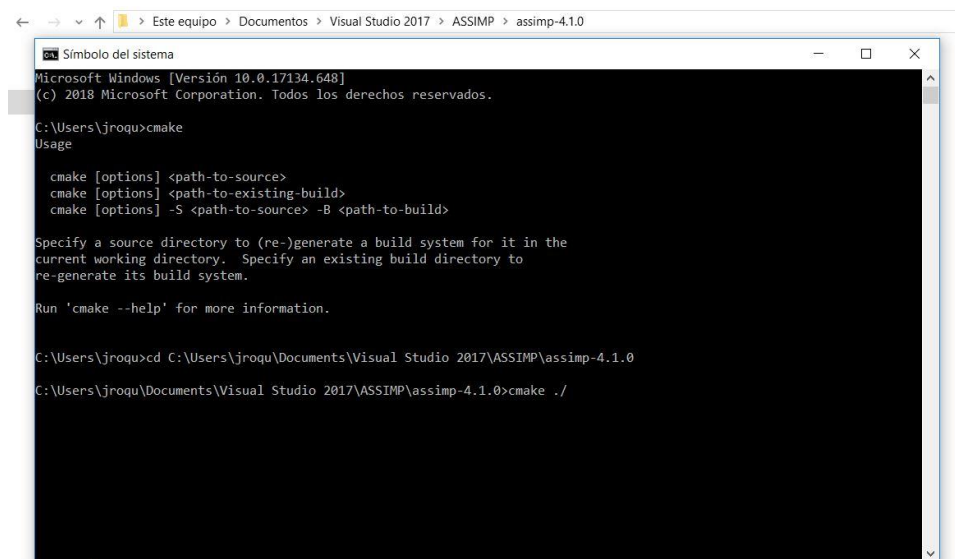 Este equipo > Documentos > Visual Studio 2017 > ASSIMP > assimp-4.1.0
Símbolo del sistema
Microsoft Windows [Versión 10.0.17134.648]
(c) 2018 Microsoft Corporation. Todos los derechos reservados.
C:\Users\jroqu>cmake
Usage
cmake [options] <path-to-source>
cmake [options] <path-to-existing-build>
cmake [options] -S <path-to-source> -B <path-to-build>
Specify a source directory to (re-)generate a build system for it in the
current working directory.  Specify an existing build directory to
re-generate its build system.
Run 'cmake --help' for more information.
C:\Users\jroqu>cd C:\Users\jroqu\Documents\Visual Studio 2017\ASSIMP\assimp-4.1.0
C:\Users\jroqu\Documents\Visual Studio 2017\ASSIMP\assimp-4.1.0>cmake ./